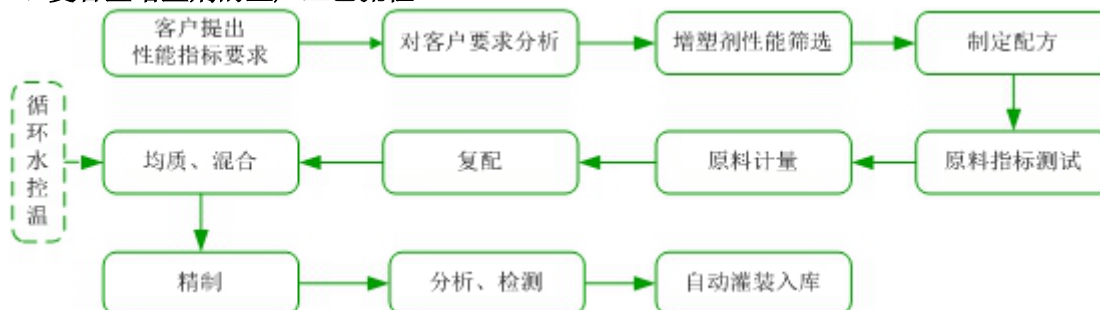 客户提出
性能指标要求
对客户要求分析
增塑剂性能筛选
制定配方
循
环
水
控
温
均质、混合
复配
原料计量
原料指标测试
精制
分析、检测
自动灌装入库